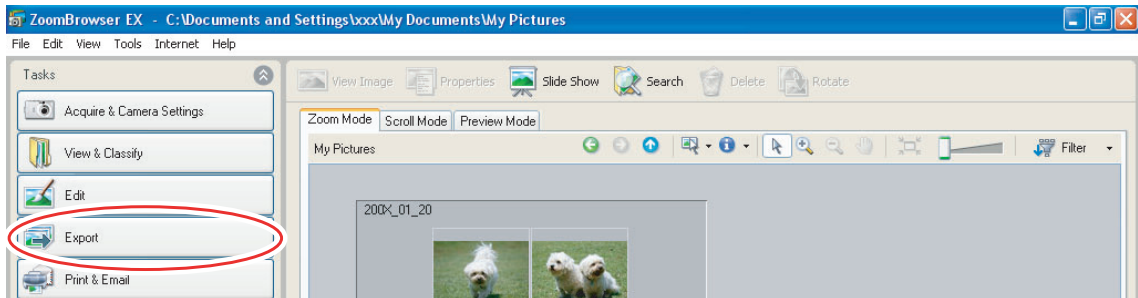 ZoomBrowser EX - C:\Documents and Settings\xxx\My Documents\My Pictures
File Edit View Tools Internet Help
Tasks
Acquire & Camera Settings
View & Classify
Edit
Export
Print & Email
View Image Properties Slide Show Search Delete Rotate
Zoom Mode Scroll Mode Preview Mode
My Pictures Filter
200X_01_20